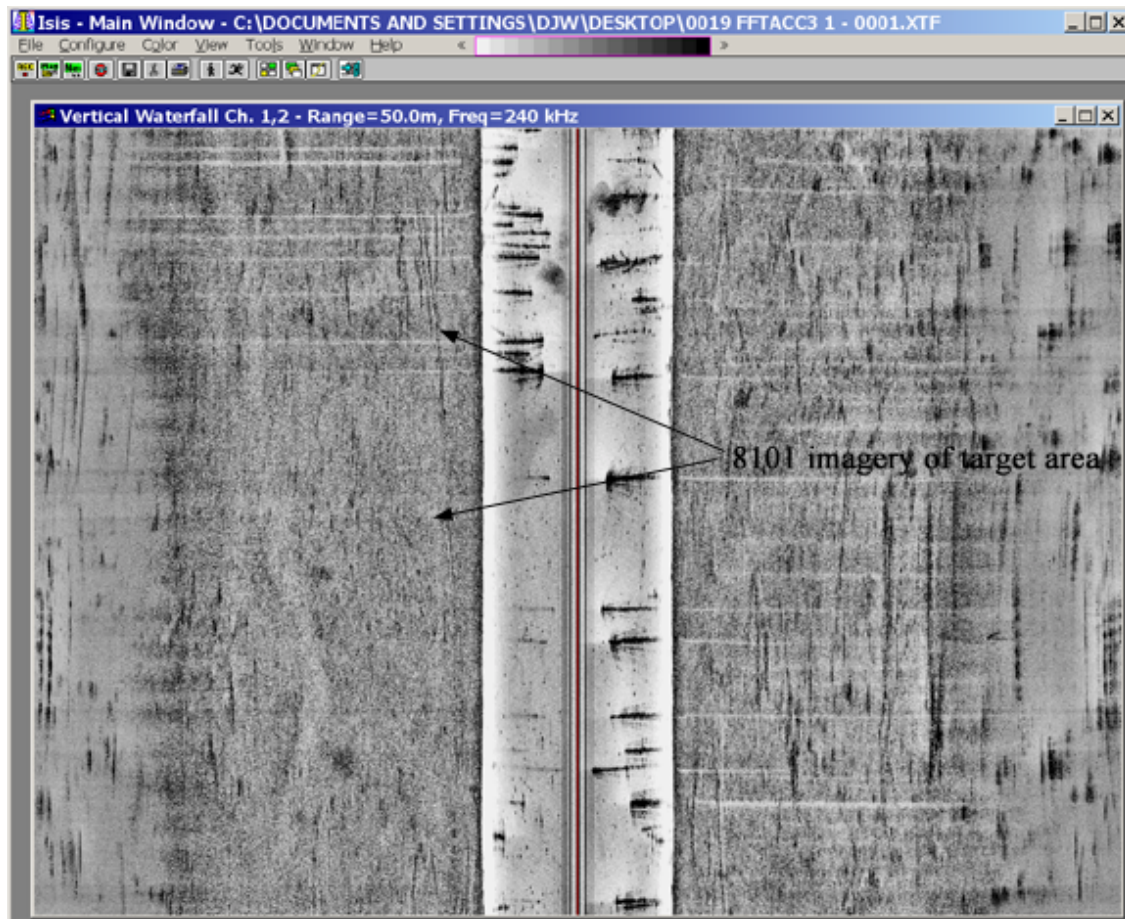 Isis - Main Window - C:\DOCUMENTS AND SETTINGS\DJW\DESKTOP\0019 FFTACC3 1 - 0001.XTF
File Configure Color View Tools Window Help « »
Vertical Waterfall Ch. 1,2 - Range=50.0m, Freq=240 kHz
8101 imagery of target area